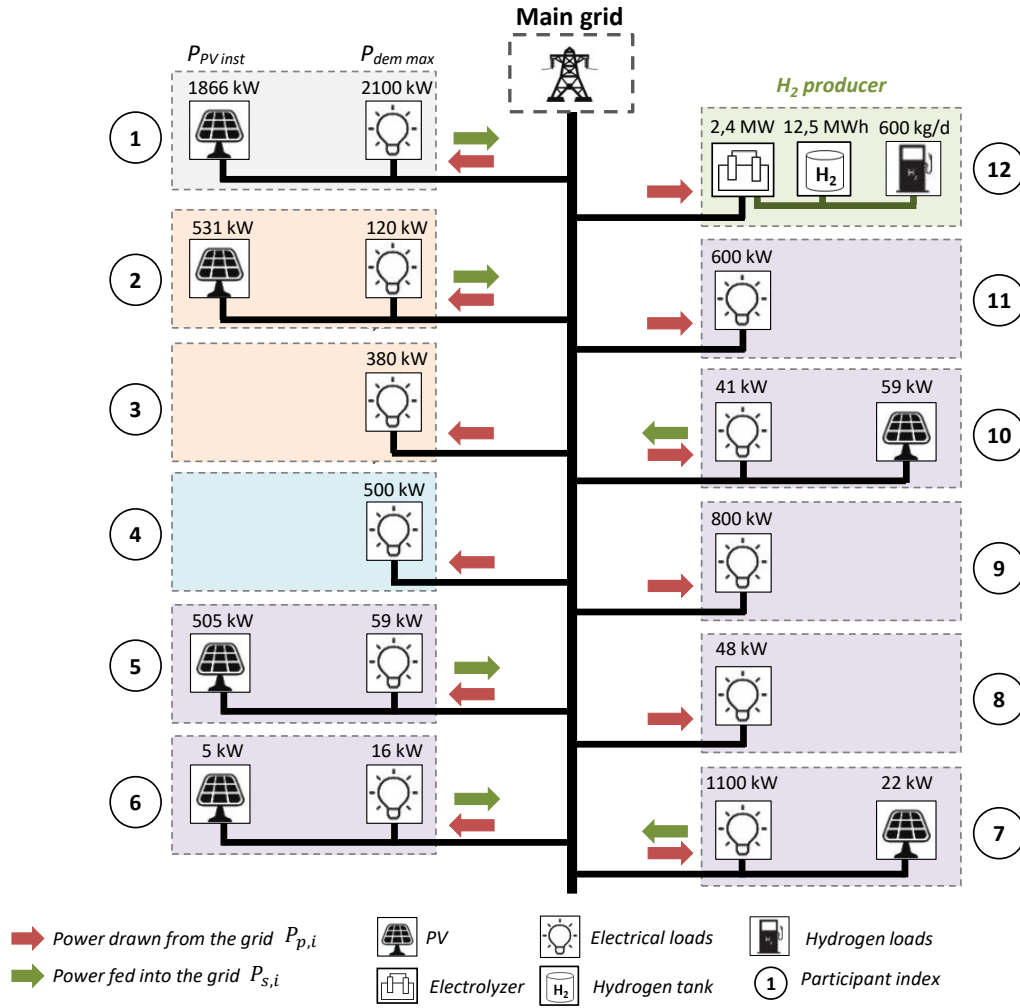 Main grid
P_PV inst
P_dem max
1
1866 kW
2100 kW
2
531 kW
120 kW
3
380 kW
4
500 kW
5
505 kW
59 kW
6
5 kW
16 kW
H₂ producer
2,4 MW
12,5 MWh
600 kg/d
H₂
H₂
12
600 kW
11
41 kW
59 kW
10
800 kW
9
48 kW
8
1100 kW
22 kW
7
Power drawn from the grid P_p,i
Power fed into the grid P_s,i
PV
Electrolyzer
Electrical loads
H₂
Hydrogen tank
H₂
Hydrogen loads
1
Participant index